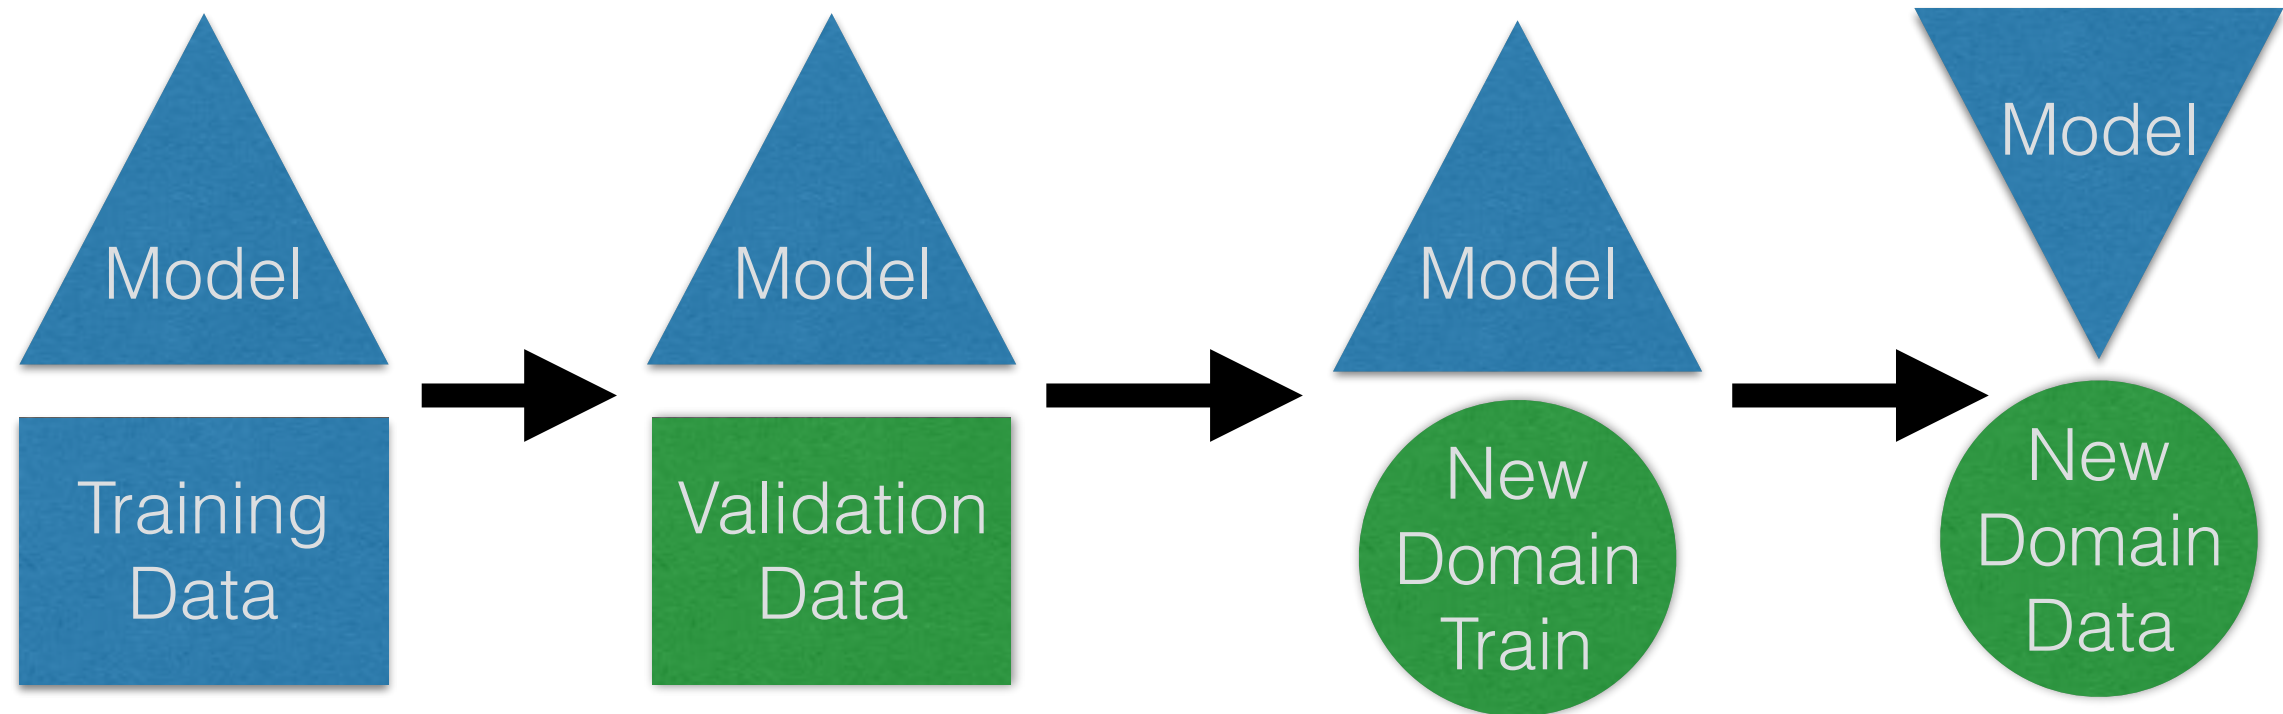 Model
Training
Data
Model
Validation
Data
Model
New
Domain
Train
Model
New
Domain
Data